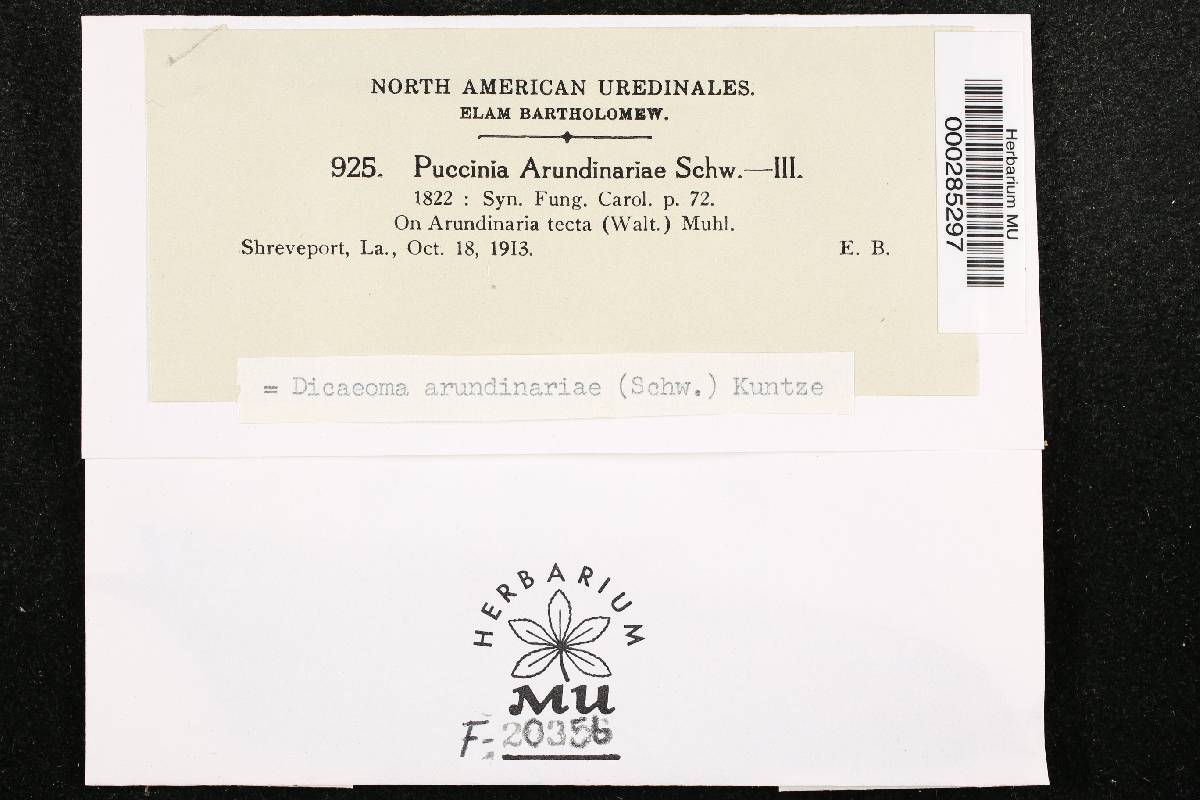 NORTH AMERICAN UREDINALES.
ELAM BARTHOLOMEW.
925. Puccinia Arundinariae Schw.—III.
1822 : Syn. Fung. Carol. p. 72.
On Arundinaria tecta (Walt.) Muhl.
Shreveport, La., Oct. 18, 1913. E. B.
= Dicaeoma arundinariae (Schw.) Kuntze
Herbarium MU
000285297
HERBARIUM
MU
F- 20356